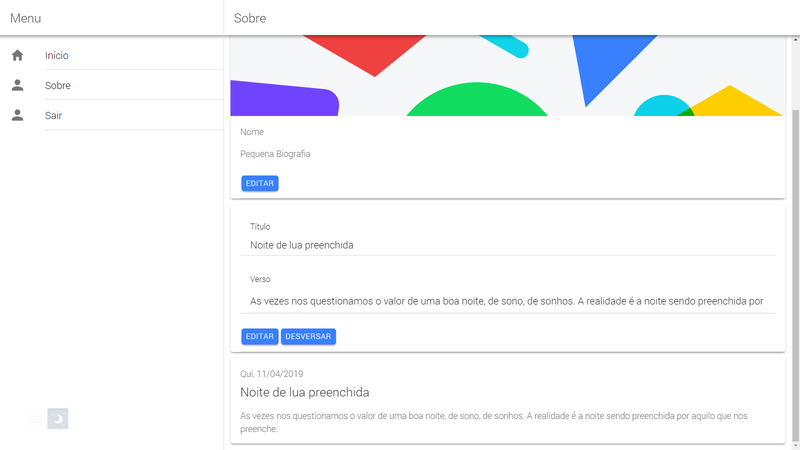 Menu
Sobre
Início
Sobre
Sair
Nome
Pequena Biografia
EDITAR
Título
Noite de lua preenchida
Verso
As vezes nos questionamos o valor de uma boa noite, de sono, de sonhos. A realidade é a noite sendo preenchida por
EDITAR DESVERSAR
Qui, 11/04/2019
Noite de lua preenchida
As vezes nos questionamos o valor de uma boa noite, de sono, de sonhos. A realidade é a noite sendo preenchida por aquilo que nos
preenche.